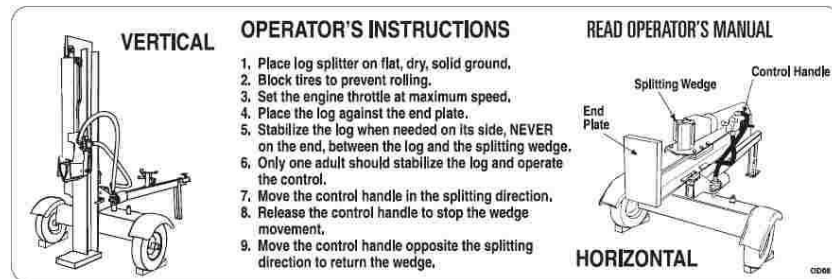 VERTICAL
OPERATOR'S INSTRUCTIONS
1. Place log splitter on flat, dry, solid ground.
2. Block tires to prevent rolling.
3. Set the engine throttle at maximum speed.
4. Place the log against the end plate.
5. Stabilize the log when needed on its side, NEVER
on the end, between the log and the splitting wedge.
6. Only one adult should stabilize the log and operate
the control.
7. Move the control handle in the splitting direction.
8. Release the control handle to stop the wedge
movement.
9. Move the control handle opposite the splitting
direction to return the wedge.
READ OPERATOR'S MANUAL
Control Handle
Splitting Wedge
End
Plate
HORIZONTAL